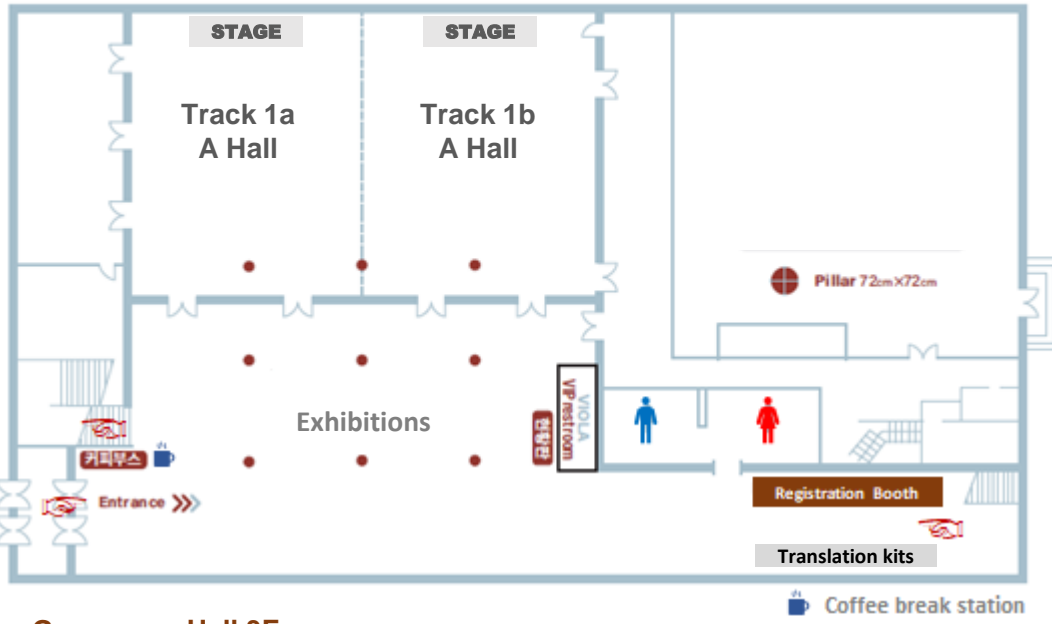 STAGE
STAGE
Track 1a
A Hall
Track 1b
A Hall
Pillar 72cm×72cm
VIOLA
VIP restroom
Exhibitions
커피부스
Entrance
Registration Booth
Translation kits
Coffee break station
Hall